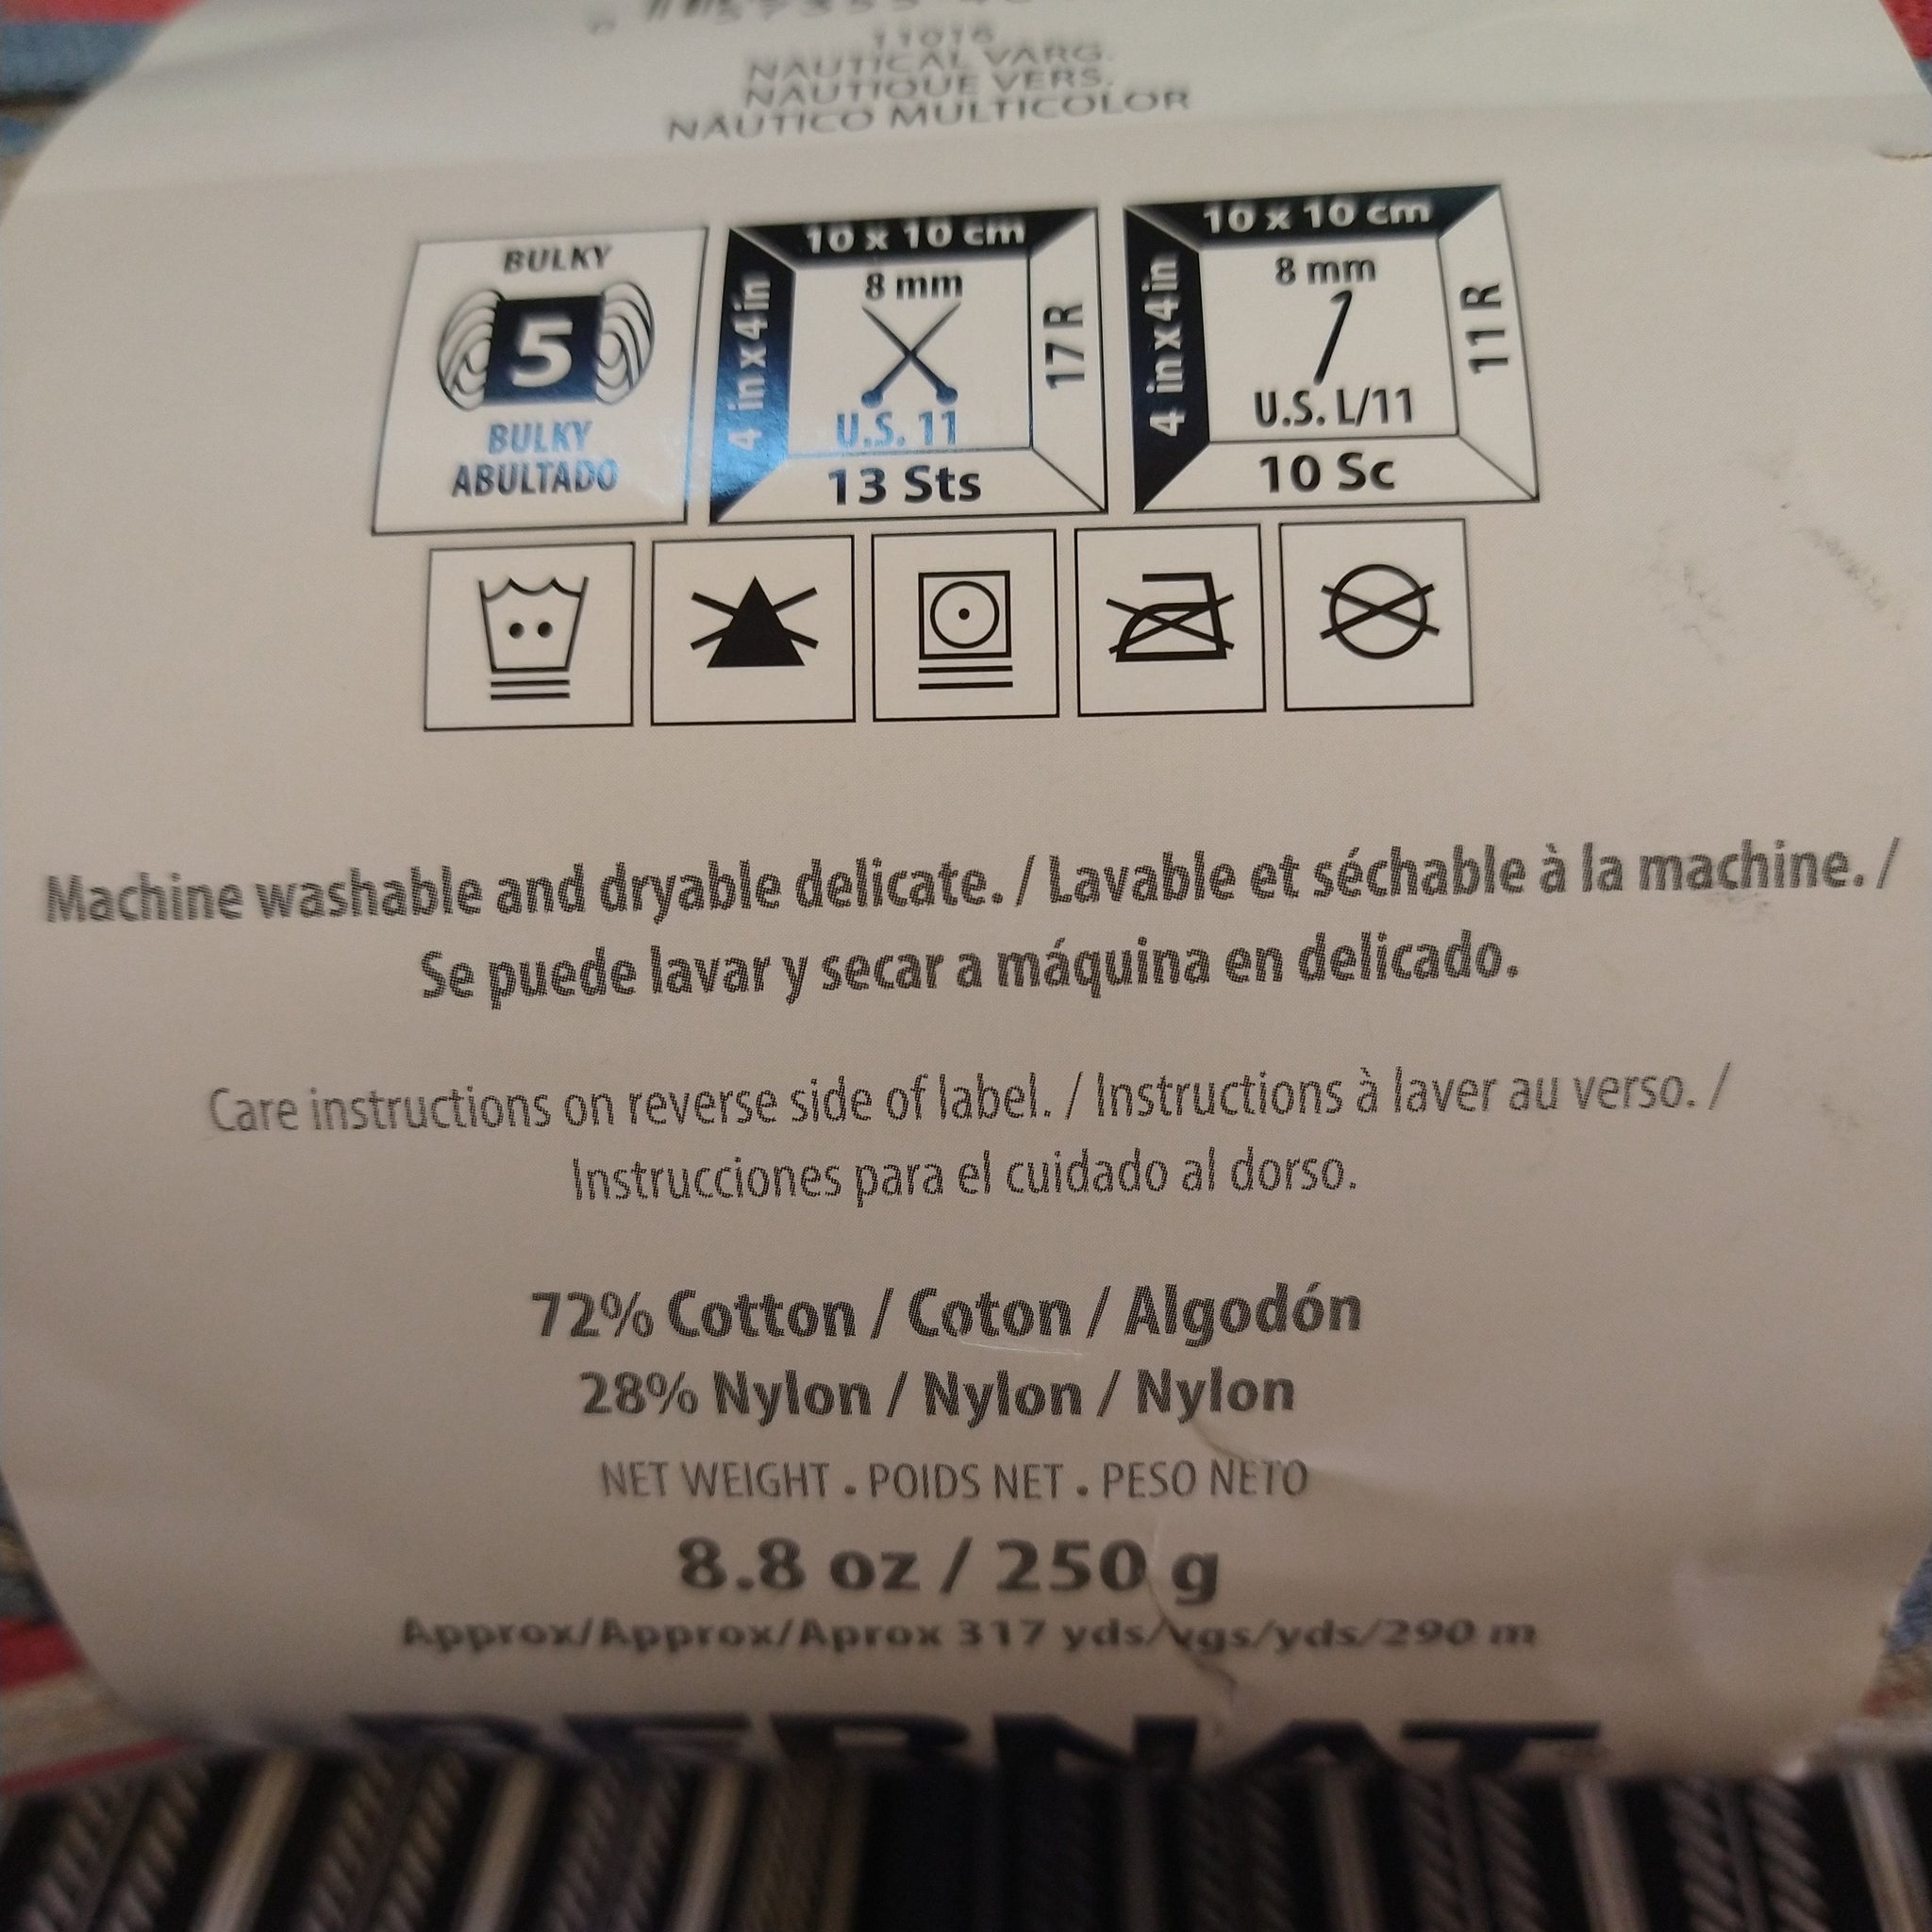 11016
NAUTICAL VARG.
NAUTIQUE VERS.
NÁUTICO MULTICOLOR
BULKY
5
BULKY
ABULTADO
10 x 10 cm
4 in x 4 in
8 mm
U.S. 11
17 R
13 Sts
10 x 10 cm
4 in x 4 in
8 mm
U.S. L/11
11 R
10 Sc
Machine washable and dryable delicate. / Lavable et séchable à la machine. /
Se puede lavar y secar a máquina en delicado.
Care instructions on reverse side of label. / Instructions à laver au verso. /
Instrucciones para el cuidado al dorso.
72% Cotton / Coton / Algodón
28% Nylon / Nylon / Nylon
NET WEIGHT . POIDS NET . PESO NETO
8.8 oz / 250 g
Approx/Approx/Aprox 317 yds/vgs/yds/290 m
BERNAT